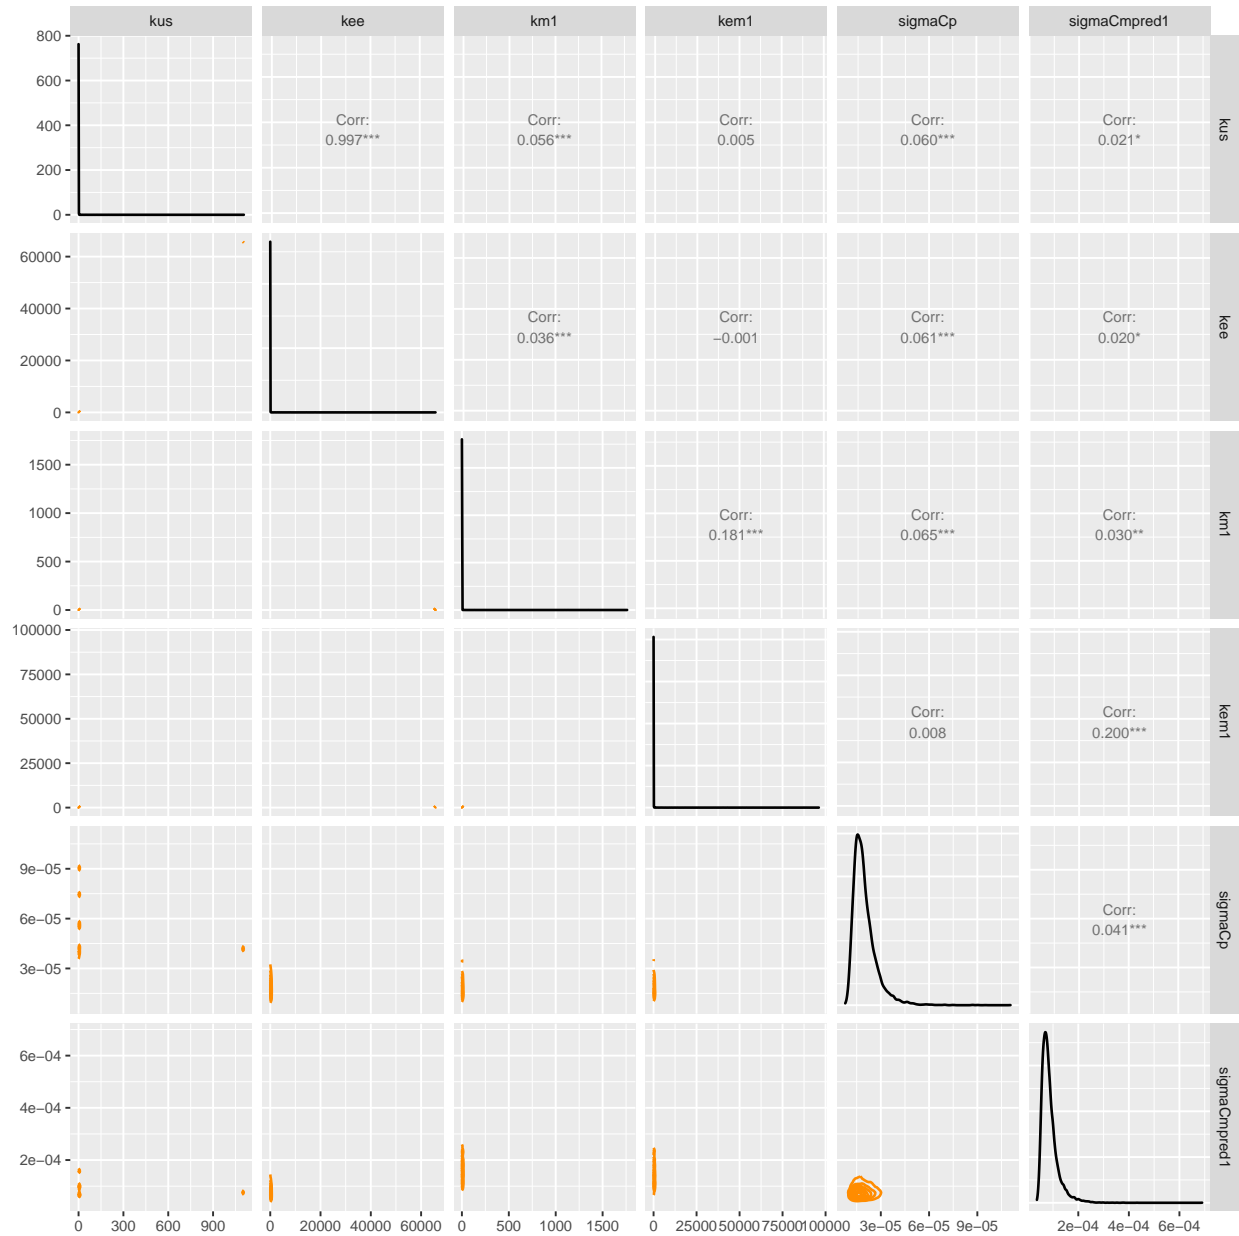 kus kee km1 kem1 sigmaCp sigmaCmpred1
800
600
400
200
0
Corr:
0.997***
Corr:
0.056***
Corr:
0.005
Corr:
0.060***
Corr:
0.021*
kus
60000
40000
20000
0
Corr:
0.036***
Corr:
−0.001
Corr:
0.061***
Corr:
0.020*
kee
1500
1000
500
0
Corr:
0.181***
Corr:
0.065***
Corr:
0.030**
km1
100000
75000
50000
25000
0
Corr:
0.008
Corr:
0.200***
kem1
9e−05
6e−05
3e−05
Corr:
0.041***
sigmaCp
6e−04
4e−04
2e−04
sigmaCmpred1
0 300 600 900 0 20000 40000 60000 0 500 1000 1500 0 25000 50000 75000 100000 3e−05 6e−05 9e−05 2e−04 4e−04 6e−04